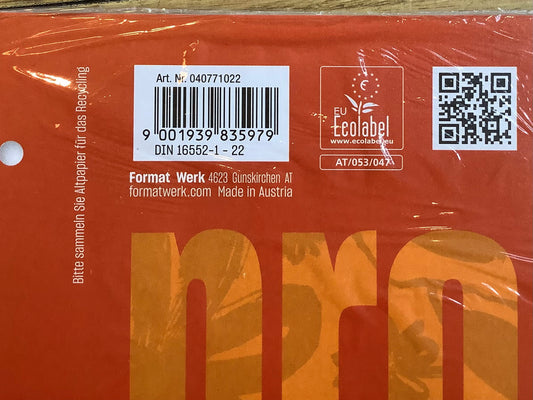 Art. Nr. 040771022
9 001939 835979
DIN 16552-1 - 22
Format Werk 4623 Gunskirchen AT
formatwerk.com Made in Austria
EU
Ecolabel
www.ecolabel.eu
AT/053/047
Bitte sammeln Sie Altpapier für das Recycling
pro